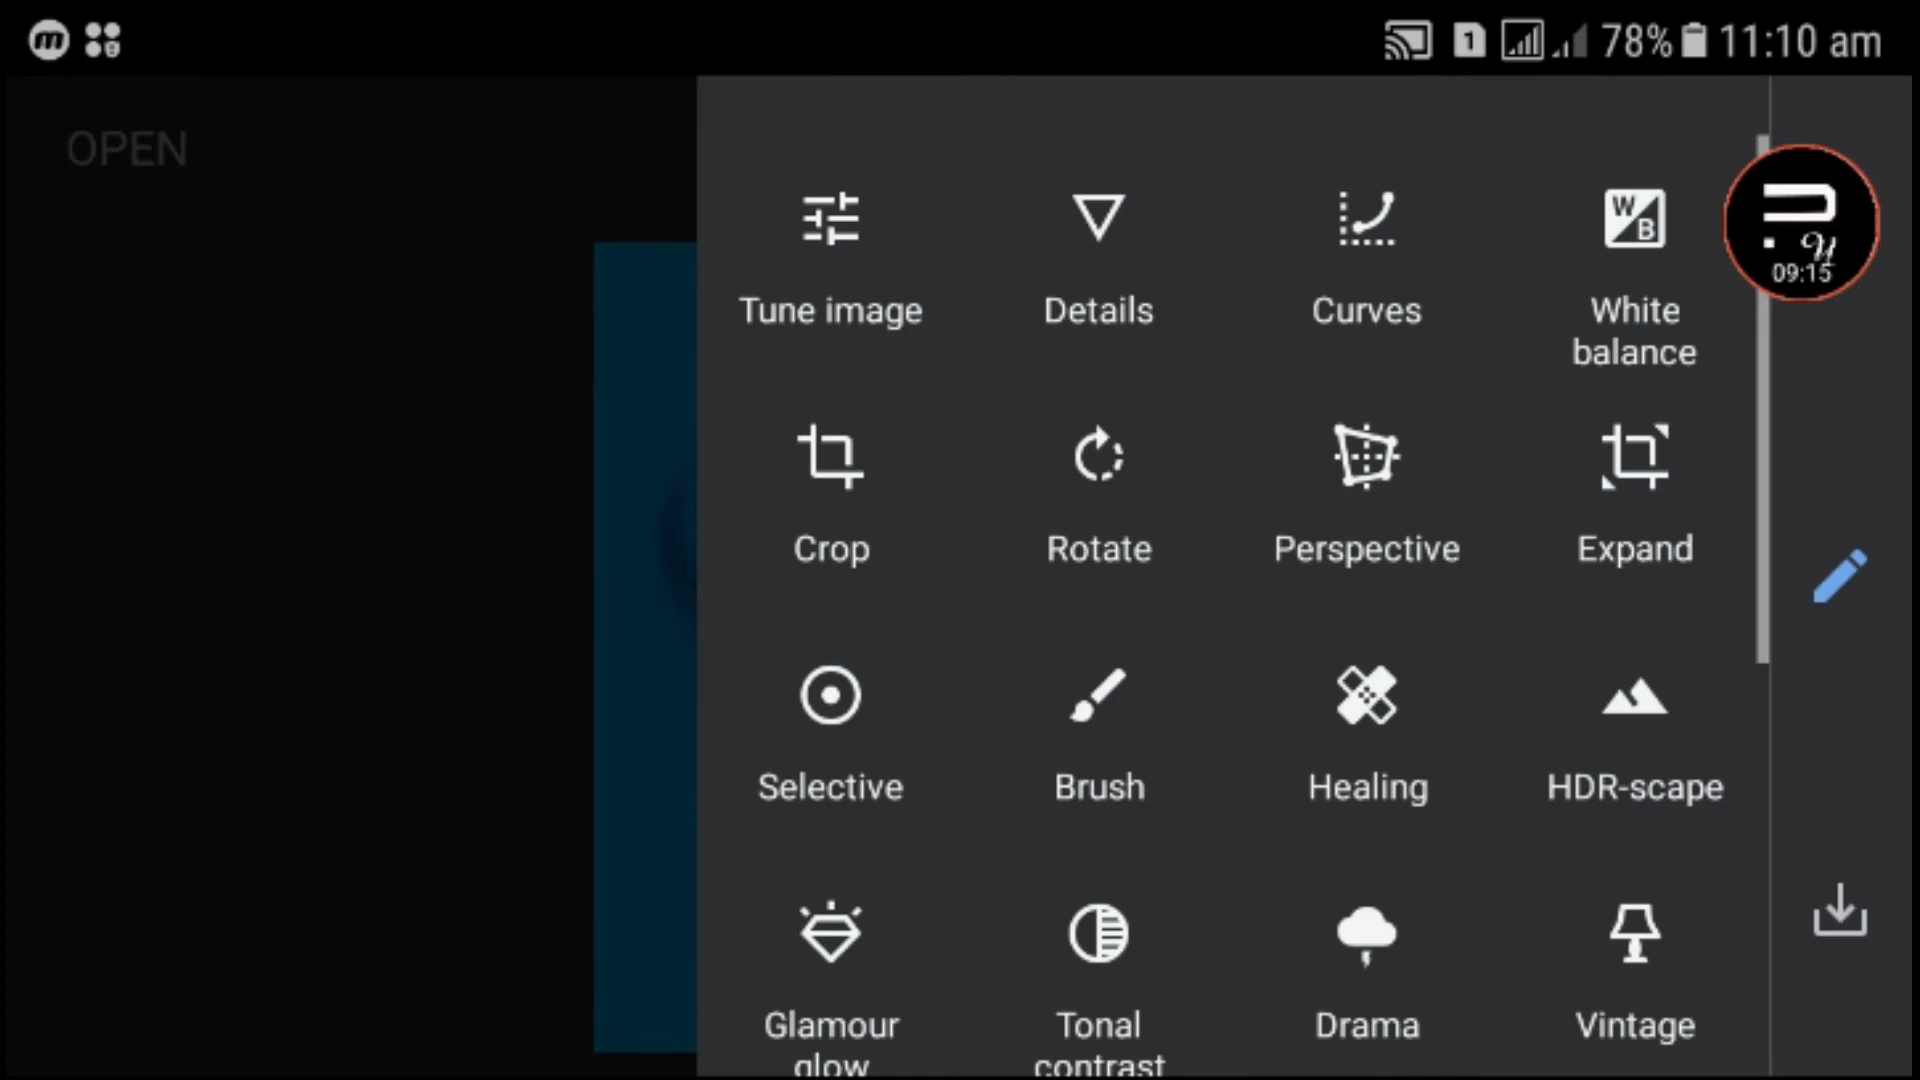 78% 11:10 am
OPEN
Tune image
Details
Curves
White
balance
09:15
Crop
Rotate
Perspective
Expand
Selective
Brush
Healing
HDR-scape
Glamour
glow
Tonal
contrast
Drama
Vintage